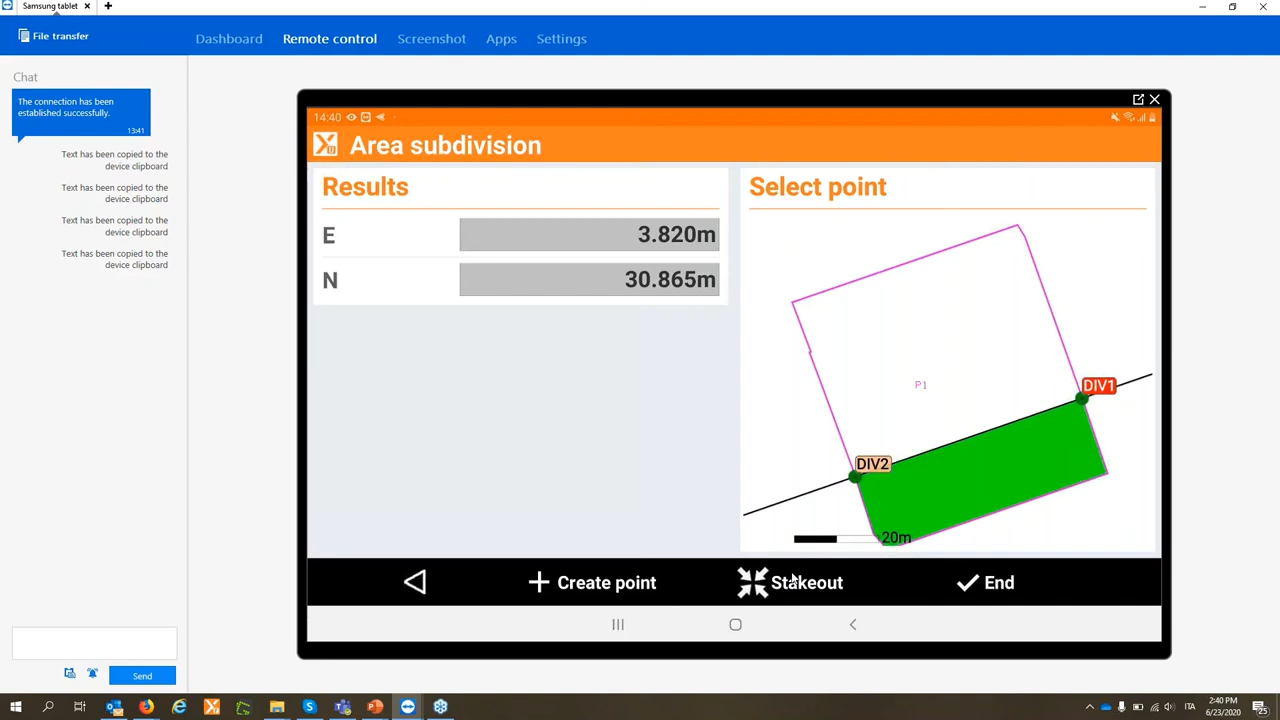 Samsung tablet
File transfer
Dashboard
Remote control
Screenshot
Apps
Settings
Chat
The connection has been
established successfully.
13:41
Text has been copied to the
device clipboard
Text has been copied to the
device clipboard
Text has been copied to the
device clipboard
Text has been copied to the
device clipboard
Send
14:40
Area subdivision
Results
E 3.820m
N 30.865m
Select point
P1
DIV1
DIV2
20m
Create point
Stakeout
End
ITA
2:40 PM
6/23/2020
25